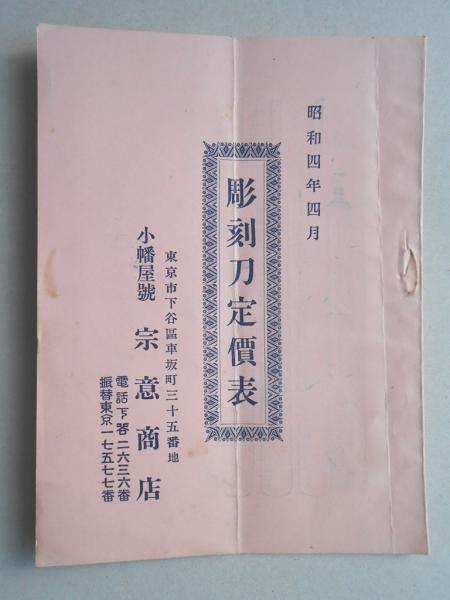 昭和四年四月
彫刻刀定價表
東京市下谷區車坂町三十五番地
小幡屋號 宗意商店
電話下谷二六三六番
振替東京一七五七七番